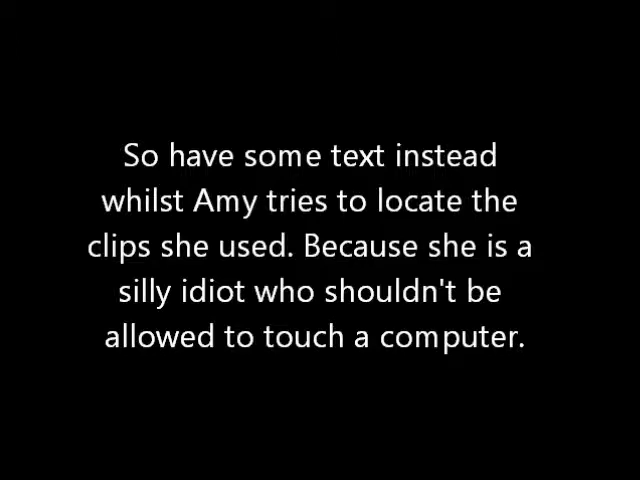 So have some text instead
whilst Amy tries to locate the
clips she used. Because she is a
silly idiot who shouldn't be
allowed to touch a computer.